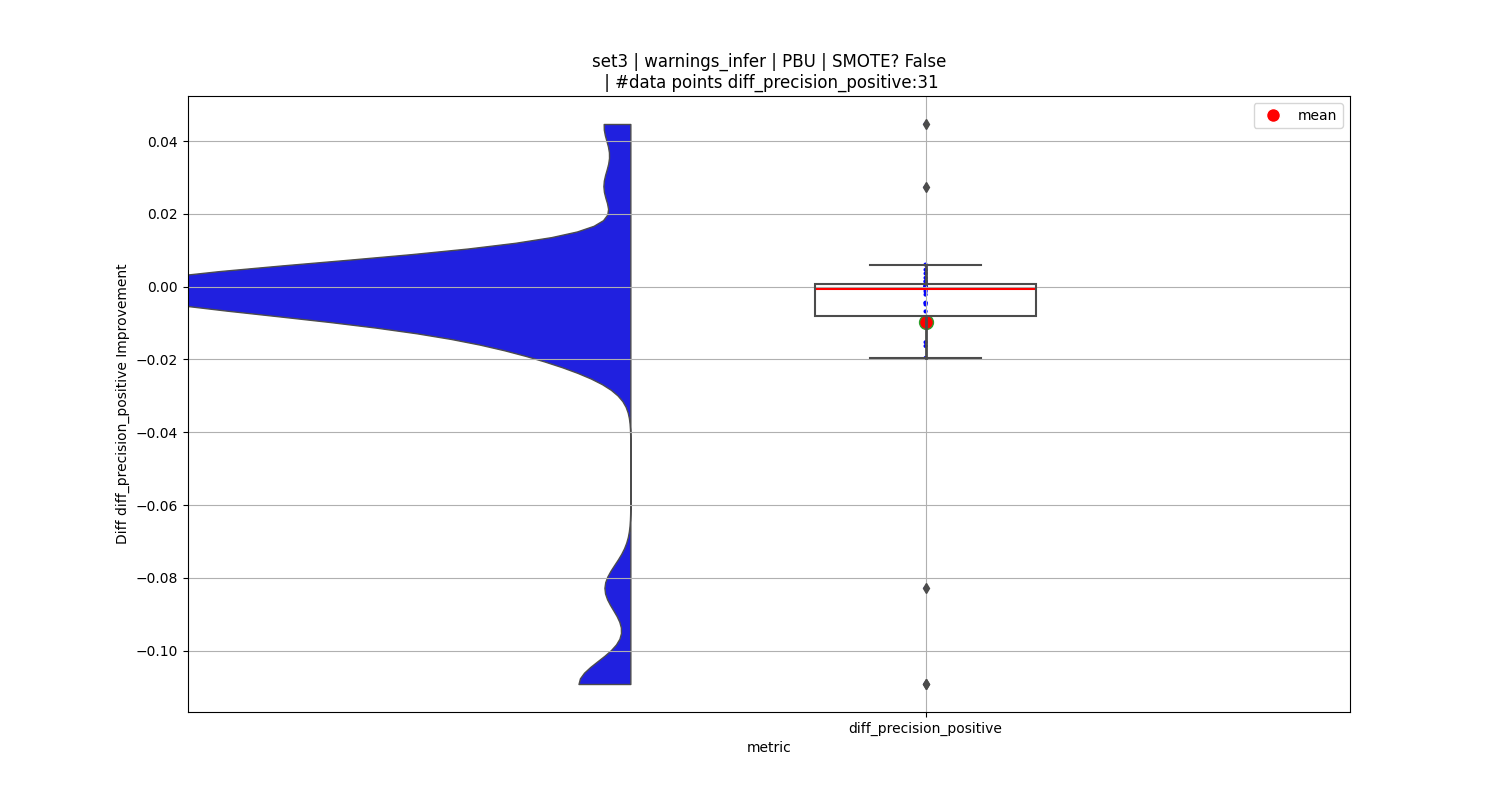 set3 | warnings_infer | PBU | SMOTE? False
| #data points diff_precision_positive:31
mean
0.04
0.02
0.00
−0.02
−0.04
−0.06
−0.08
−0.10
Diff diff_precision_positive Improvement
diff_precision_positive
metric